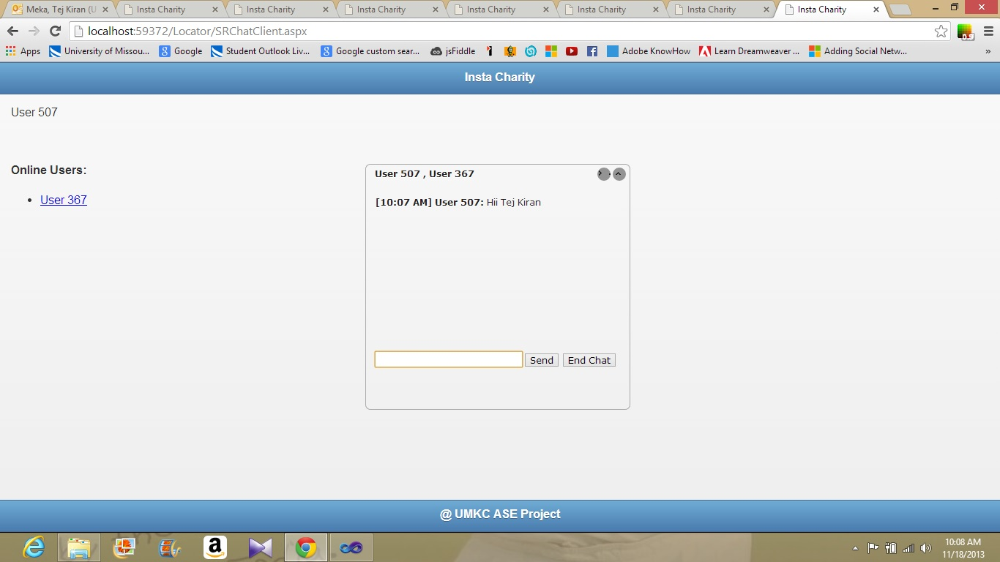 Meka, Tej Kiran (U
Insta Charity
Insta Charity
Insta Charity
Insta Charity
Insta Charity
Insta Charity
Insta Charity
localhost:59372/Locator/SRChatClient.aspx
Apps University of Missou... Google Student Outlook Liv... Google custom sear... jsFiddle Adobe KnowHow Learn Dreamweaver ... Adding Social Netw... »
Insta Charity
User 507
Online Users:
• User 367
User 507 , User 367
[10:07 AM] User 507: Hii Tej Kiran
Send End Chat
@ UMKC ASE Project
10:08 AM
11/18/2013